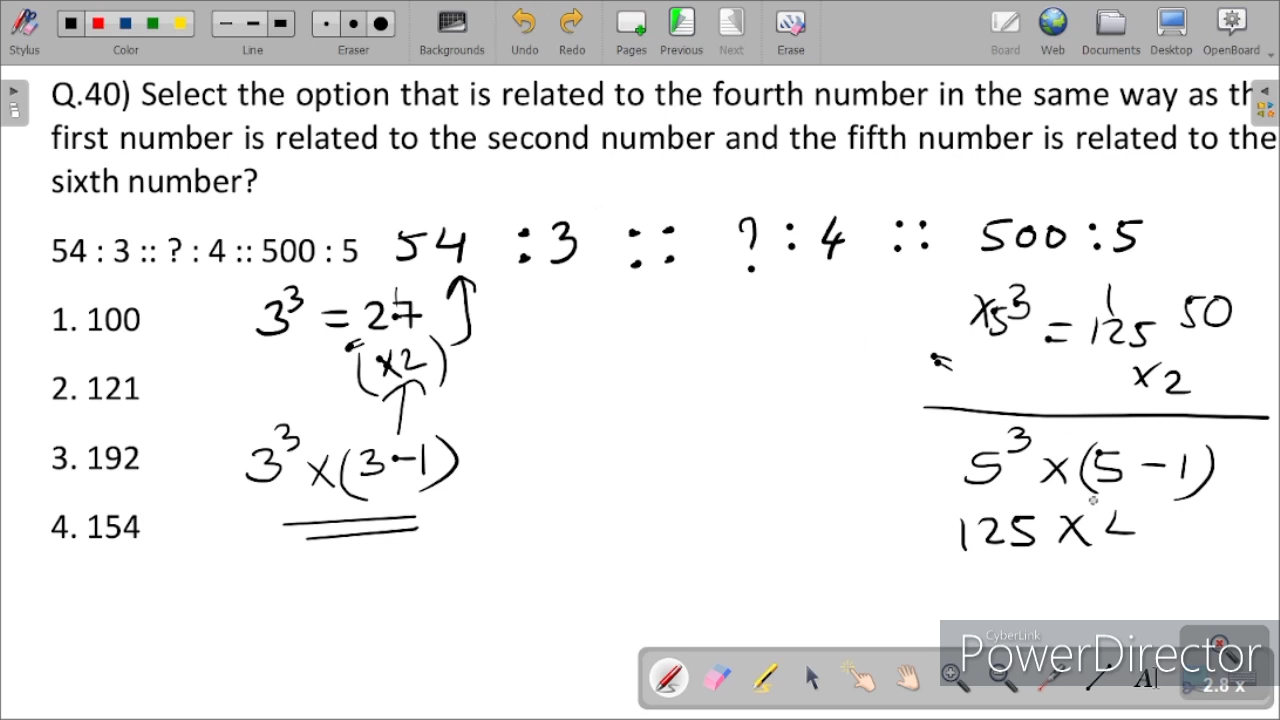 Stylus Color Line Eraser Backgrounds Undo Redo Pages Previous Next Erase Board Web Documents Desktop OpenBoard
Q.40) Select the option that is related to the fourth number in the same way as th
first number is related to the second number and the fifth number is related to the
sixth number?
54 : 3 :: ? : 4 :: 500 : 5 54 : 3 :: ? : 4 :: 500 : 5
1. 100 3³ = 27 5³ = 125 50
(×2) ×2
2. 121
3. 192 3³ × (3-1) 5³ × (5 - 1)
4. 154 125 ×
CyberLink
PowerDirector
2.8 x